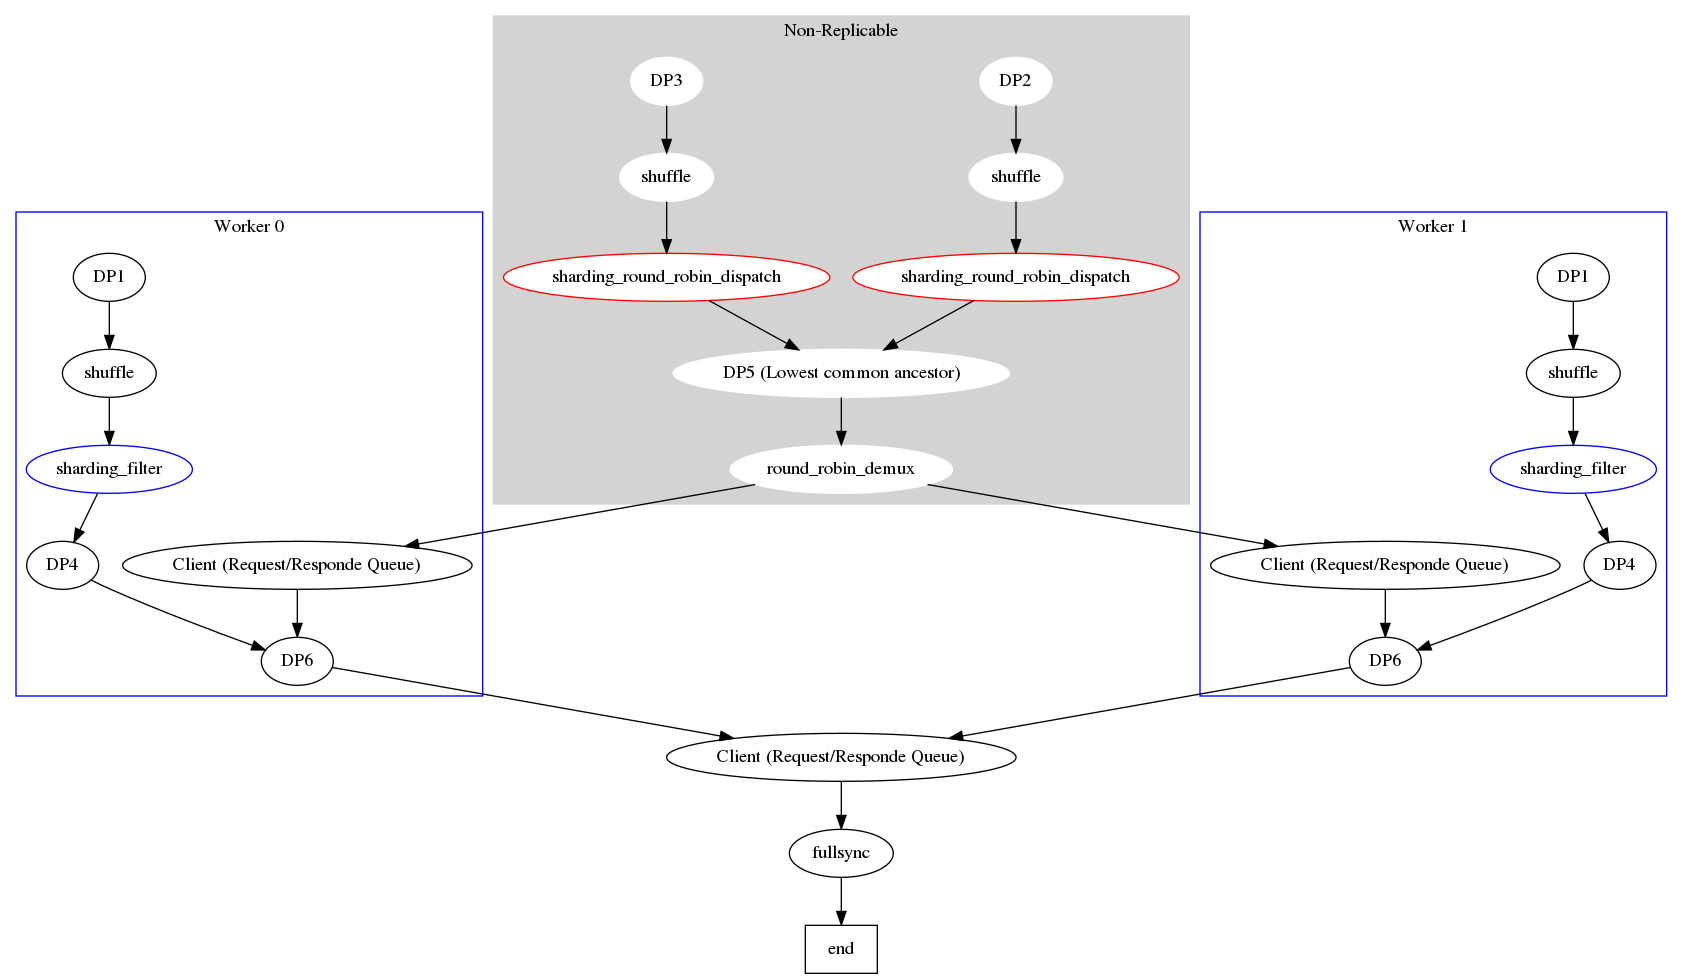 Non-Replicable
DP3
DP2
shuffle
shuffle
Worker 0
Worker 1
DP1
sharding_round_robin_dispatch
sharding_round_robin_dispatch
DP1
shuffle
DP5 (Lowest common ancestor)
shuffle
sharding_filter
round_robin_demux
sharding_filter
DP4
Client (Request/Responde Queue)
Client (Request/Responde Queue)
DP4
DP6
DP6
Client (Request/Responde Queue)
fullsync
end